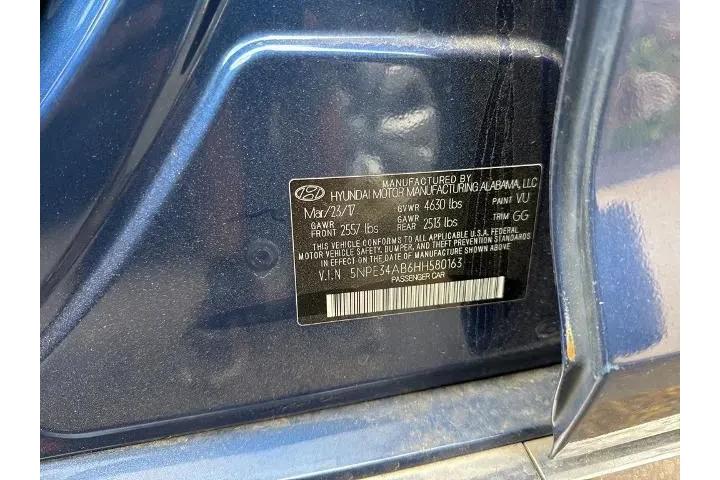 MANUFACTURED BY
HYUNDAI MOTOR MANUFACTURING ALABAMA, LLC
Mar/23/17 GVWR 4630 lbs PAINT VU
GAWR FRONT 2557 lbs GAWR REAR 2513 lbs TRIM GG
THIS VEHICLE CONFORMS TO ALL APPLICABLE U.S.A. FEDERAL
MOTOR VEHICLE SAFETY, BUMPER, AND THEFT PREVENTION STANDARDS
IN EFFECT ON THE DATE OF MANUFACTURE SHOWN ABOVE.
V.I.N 5NPE34AB6HH580163
PASSENGER CAR